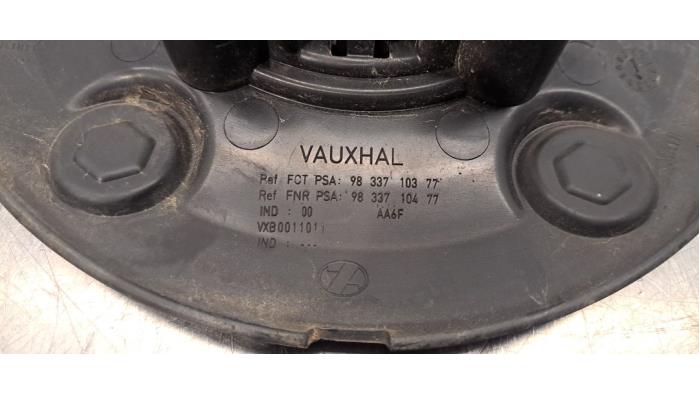 VAUXHAL
Ref FCT PSA: 98 337 103 77
Ref FNR PSA: 98 337 104 77
IND : 00 AA6F
VXB0011011
IND : ---